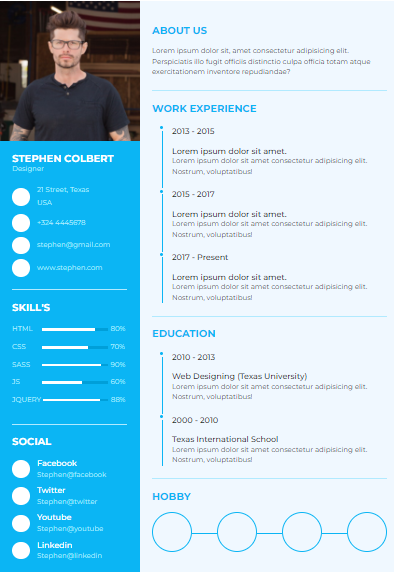 STEPHEN COLBERT
Designer
21 Street, Texas
USA
+324 4445678
stephen@gmail.com
www.stephen.com
SKILL'S
HTML 80%
CSS 70%
SASS 90%
JS 60%
JQUERY 88%
SOCIAL
Facebook
Stephen@facebook
Twitter
Stephen@twitter
Youtube
Stephen@youtube
Linkedin
Stephen@linkedin
ABOUT US
Lorem ipsum dolor sit, amet consectetur adipisicing elit.
Perspiciatis illo fugit officiis distinctio culpa officia totam atque
exercitationem inventore repudiandae?
WORK EXPERIENCE
2013 - 2015
Lorem ipsum dolor sit amet.
Lorem ipsum dolor sit amet consectetur adipisicing elit.
Nostrum, voluptatibus!
2015 - 2017
Lorem ipsum dolor sit amet.
Lorem ipsum dolor sit amet consectetur adipisicing elit.
Nostrum, voluptatibus!
2017 - Present
Lorem ipsum dolor sit amet.
Lorem ipsum dolor sit amet consectetur adipisicing elit.
Nostrum, voluptatibus!
EDUCATION
2010 - 2013
Web Designing (Texas University)
Lorem ipsum dolor sit amet consectetur adipisicing elit.
Nostrum, voluptatibus!
2000 - 2010
Texas International School
Lorem ipsum dolor sit amet consectetur adipisicing elit.
Nostrum, voluptatibus!
HOBBY